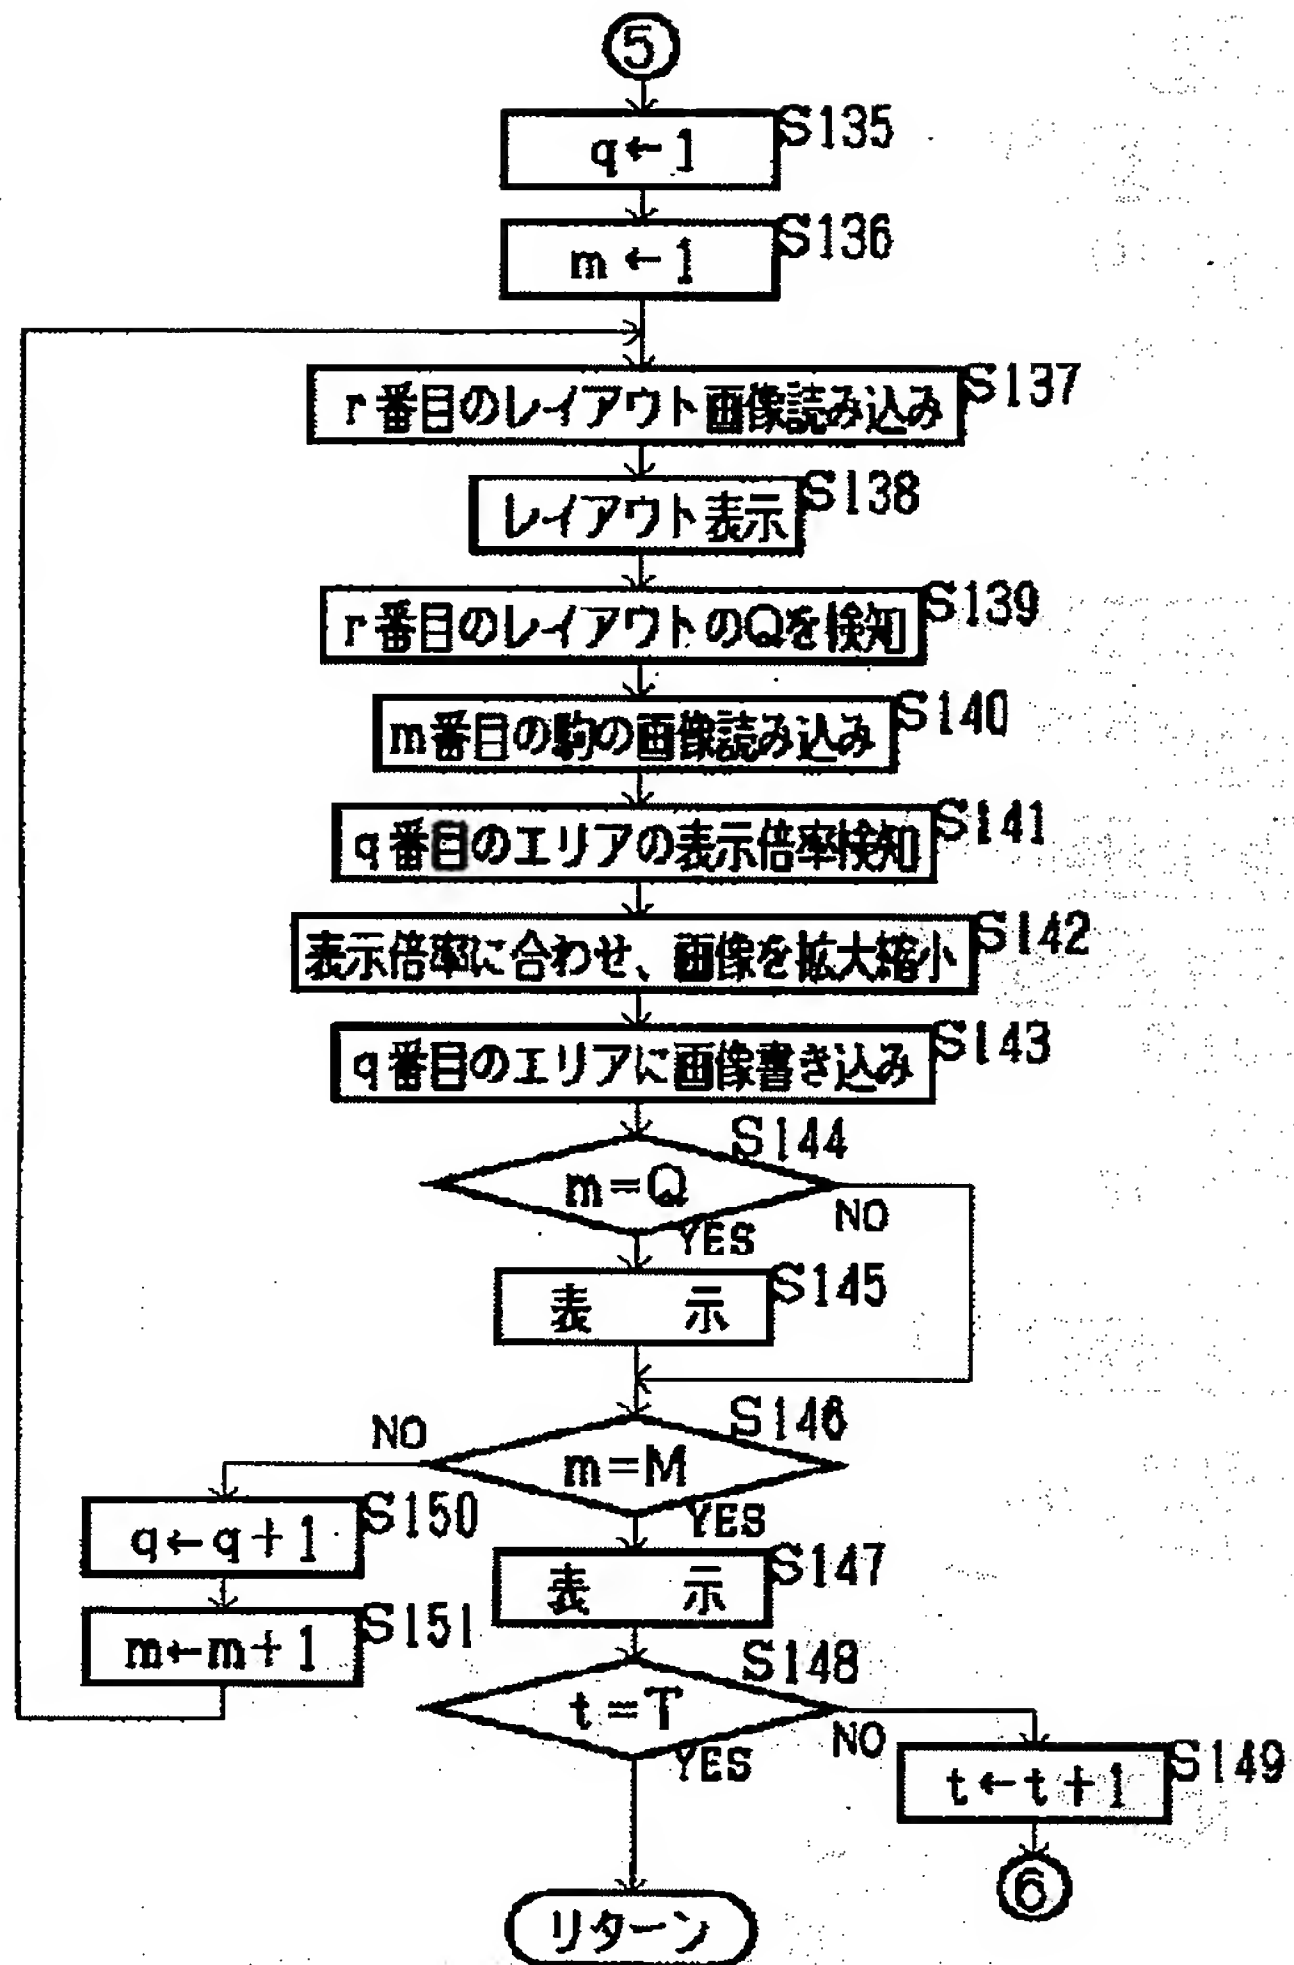 5
S135
q←1
S136
m←1
S137
r番目のレイアウト画像読み込み
S138
レイアウト表示
S139
r番目のレイアウトのQを検知
S140
m番目の駒の画像読み込み
S141
q番目のエリアの表示倍率検知
S142
表示倍率に合わせ、画像を拡大縮小
S143
q番目のエリアに画像書き込み
S144
m=Q
NO
YES
S145
表 示
S146
NO
m=M
YES
S150
q←q+1
S147
表 示
S151
m←m+1
S148
t=T
NO
YES
S149
t←t+1
6
リターン